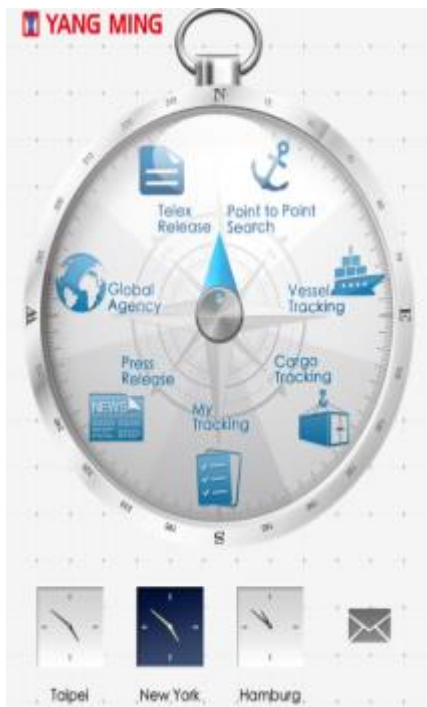 YANG MING
N
Telex
Release
Point to Point
Search
Global
Agency
Vessel
Tracking
W
E
Press
Release
Cargo
Tracking
NEWS
My
Tracking
S
Taipei
New York
Hamburg